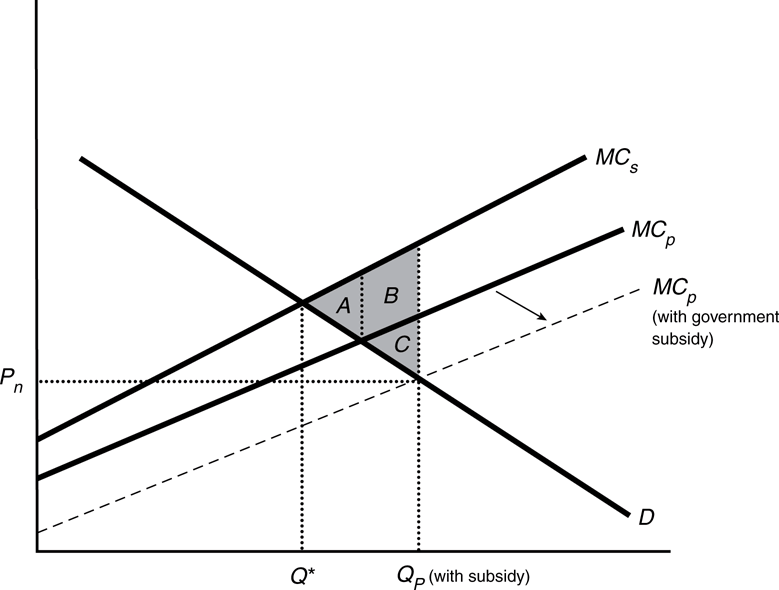 MCs
MCp
MCp
(with government
subsidy)
A
B
C
Pn
D
Q*
QP (with subsidy)